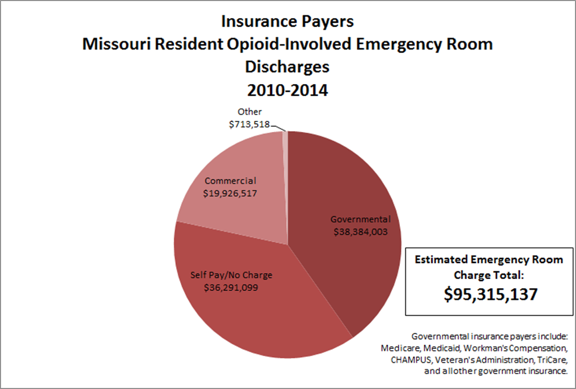 Insurance Payers
Missouri Resident Opioid-Involved Emergency Room
Discharges
2010-2014
Other
$713,518
Commercial
$19,926,517
Governmental
$38,384,003
Self Pay/No Charge
$36,291,099
Estimated Emergency Room
Charge Total:
$95,315,137
Governmental insurance payers include:
Medicare, Medicaid, Workman's Compensation,
CHAMPUS, Veteran's Administration, TriCare,
and all other government insurance.